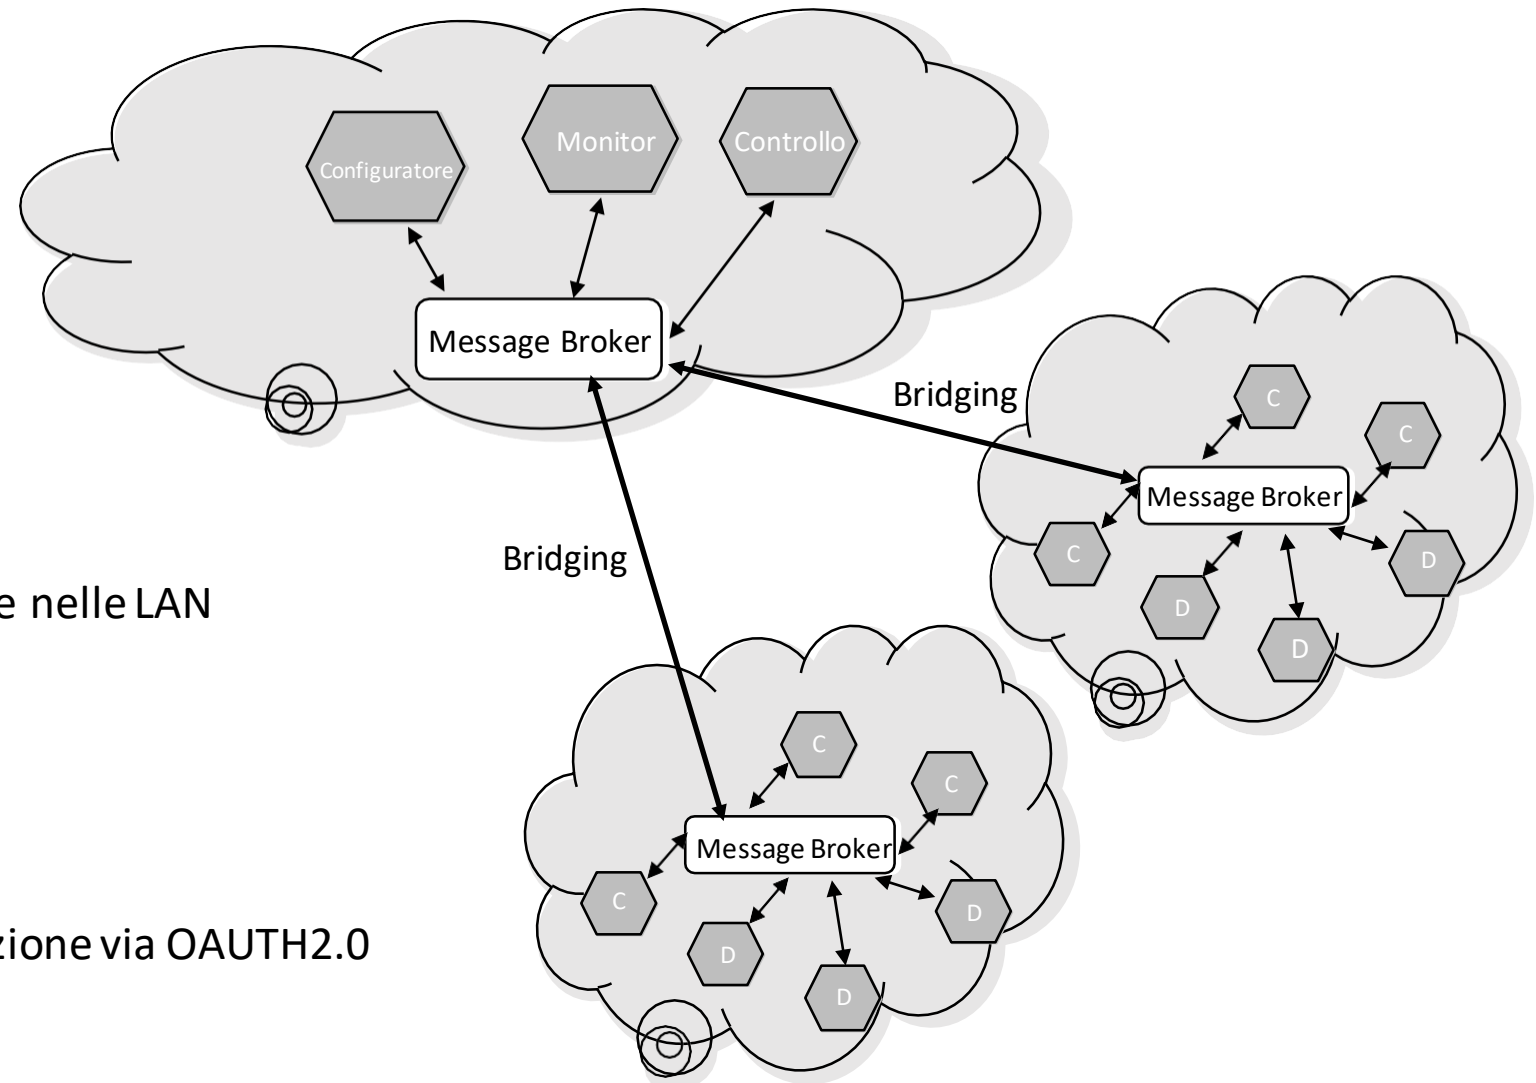 Monitor
Controllo
Configuratore
Message Broker
Bridging
C
C
Message Broker
C
D
D
D
Bridging
e nelle LAN
C
C
Message Broker
C
D
D
D
zione via OAUTH2.0